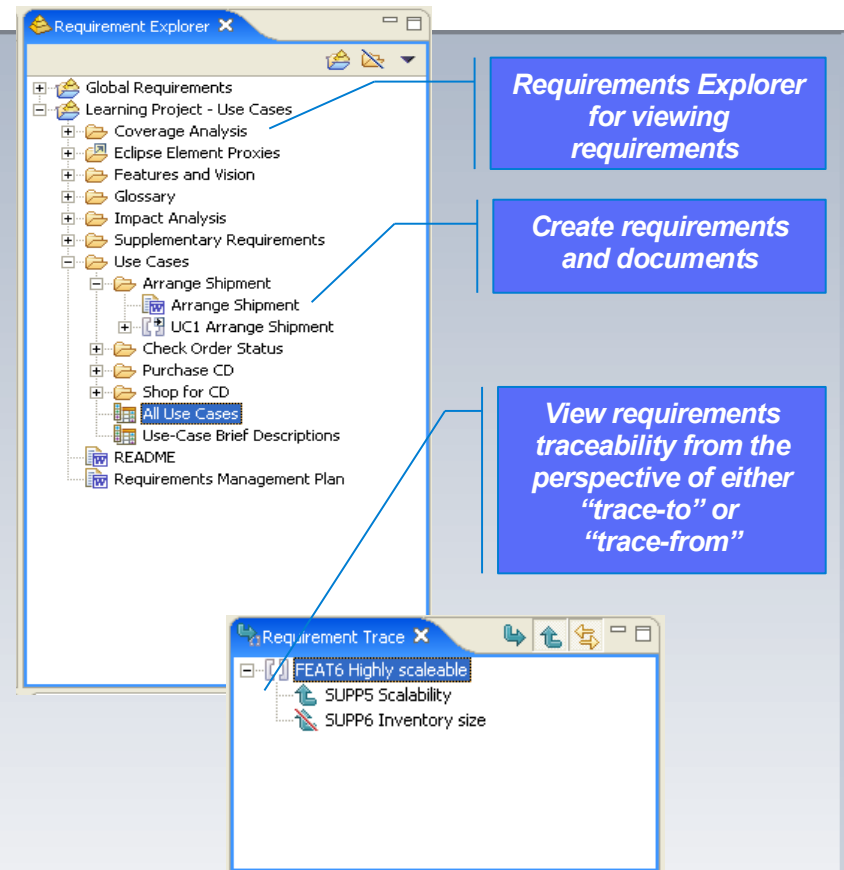 Requirement Explorer
Global Requirements
Learning Project - Use Cases
Coverage Analysis
Eclipse Element Proxies
Features and Vision
Glossary
Impact Analysis
Supplementary Requirements
Use Cases
Arrange Shipment
Arrange Shipment
UC1 Arrange Shipment
Check Order Status
Purchase CD
Shop for CD
All Use Cases
Use-Case Brief Descriptions
README
Requirements Management Plan
Requirements Explorer
for viewing
requirements
Create requirements
and documents
View requirements
traceability from the
perspective of either
“trace-to” or
“trace-from”
Requirement Trace
FEAT6 Highly scaleable
SUPP5 Scalability
SUPP6 Inventory size